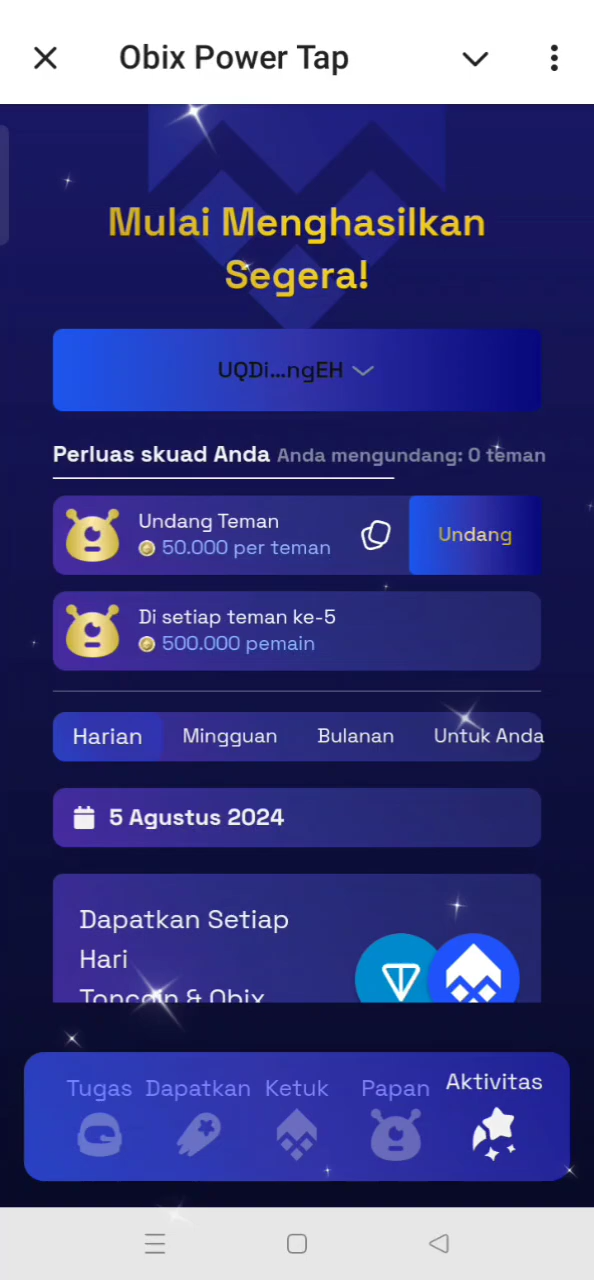 Obix Power Tap
Mulai Menghasilkan
Segera!
UQDi...ngEH
Perluas skuad Anda Anda mengundang: 0 teman
Undang Teman
50.000 per teman
Undang
Di setiap teman ke-5
500.000 pemain
Harian Mingguan Bulanan Untuk Anda
5 Agustus 2024
Dapatkan Setiap
Hari
Toncoin & Obix
Tugas Dapatkan Ketuk Papan Aktivitas